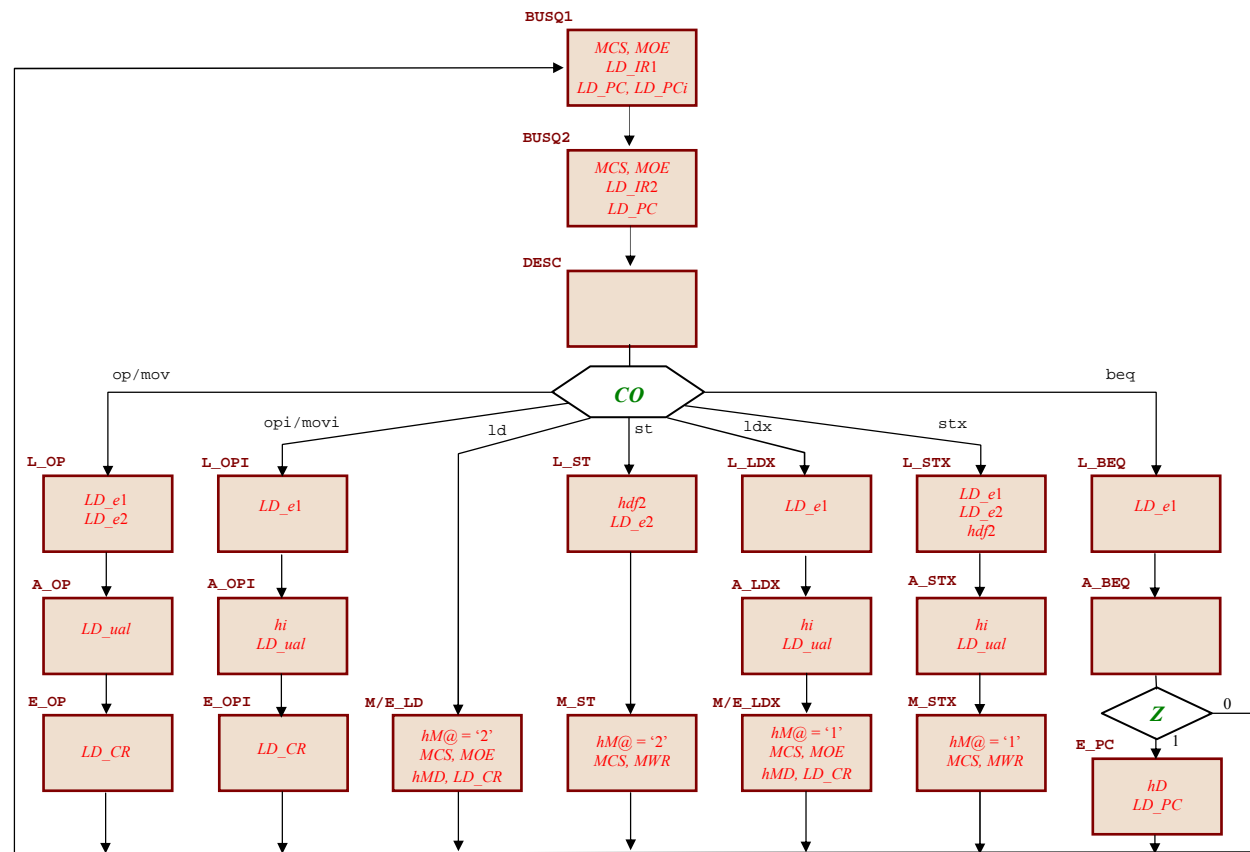 BUSQ1
MCS, MOE
LD_IR1
LD_PC, LD_PCi
BUSQ2
MCS, MOE
LD_IR2
LD_PC
DESC
CO
op/mov
opi/movi
ld
st
ldx
stx
beq
L_OP
LD_e1
LD_e2
L_OPI
LD_e1
L_ST
hdf2
LD_e2
L_LDX
LD_e1
L_STX
LD_e1
LD_e2
hdf2
L_BEQ
LD_e1
A_OP
LD_ual
A_OPI
hi
LD_ual
A_LDX
hi
LD_ual
A_STX
hi
LD_ual
A_BEQ
Z
0
1
E_OP
LD_CR
E_OPI
LD_CR
M/E_LD
hM@ = ‘2’
MCS, MOE
hMD, LD_CR
M_ST
hM@ = ‘2’
MCS, MWR
M/E_LDX
hM@ = ‘1’
MCS, MOE
hMD, LD_CR
M_STX
hM@ = ‘1’
MCS, MWR
E_PC
hD
LD_PC